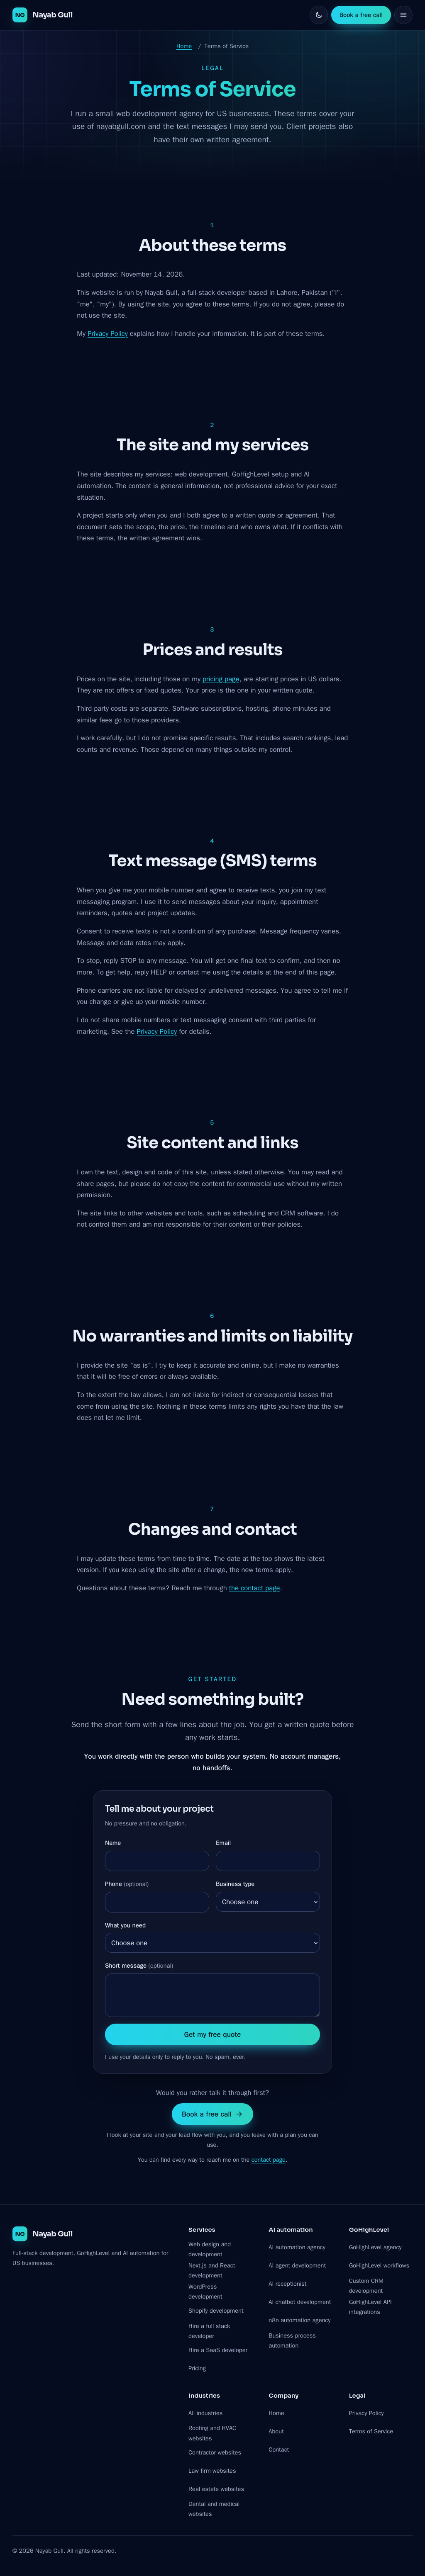 NG Nayab Gull
Book a free call
Home / Terms of Service
LEGAL
Terms of Service
I run a small web development agency for US businesses. These terms cover your
use of nayabgull.com and the text messages I may send you. Client projects also
have their own written agreement.
1
About these terms
Last updated: November 14, 2026.
This website is run by Nayab Gull, a full-stack developer based in Lahore, Pakistan ("I",
"me", "my"). By using the site, you agree to these terms. If you do not agree, please do
not use the site.
My Privacy Policy explains how I handle your information. It is part of these terms.
2
The site and my services
The site describes my services: web development, GoHighLevel setup and AI
automation. The content is general information, not professional advice for your exact
situation.
A project starts only when you and I both agree to a written quote or agreement. That
document sets the scope, the price, the timeline and who owns what. If it conflicts with
these terms, the written agreement wins.
3
Prices and results
Prices on the site, including those on my pricing page, are starting prices in US dollars.
They are not offers or fixed quotes. Your price is the one in your written quote.
Third-party costs are separate. Software subscriptions, hosting, phone minutes and
similar fees go to those providers.
I work carefully, but I do not promise specific results. That includes search rankings, lead
counts and revenue. Those depend on many things outside my control.
4
Text message (SMS) terms
When you give me your mobile number and agree to receive texts, you join my text
messaging program. I use it to send messages about your inquiry, appointment
reminders, quotes and project updates.
Consent to receive texts is not a condition of any purchase. Message frequency varies.
Message and data rates may apply.
To stop, reply STOP to any message. You will get one final text to confirm, and then no
more. To get help, reply HELP or contact me using the details at the end of this page.
Phone carriers are not liable for delayed or undelivered messages. You agree to tell me if
you change or give up your mobile number.
I do not share mobile numbers or text messaging consent with third parties for
marketing. See the Privacy Policy for details.
5
Site content and links
I own the text, design and code of this site, unless stated otherwise. You may read and
share pages, but please do not copy the content for commercial use without my written
permission.
The site links to other websites and tools, such as scheduling and CRM software. I do
not control them and am not responsible for their content or their policies.
6
No warranties and limits on liability
I provide the site "as is". I try to keep it accurate and online, but I make no warranties
that it will be free of errors or always available.
To the extent the law allows, I am not liable for indirect or consequential losses that
come from using the site. Nothing in these terms limits any rights you have that the law
does not let me limit.
7
Changes and contact
I may update these terms from time to time. The date at the top shows the latest
version. If you keep using the site after a change, the new terms apply.
Questions about these terms? Reach me through the contact page.
GET STARTED
Need something built?
Send the short form with a few lines about the job. You get a written quote before
any work starts.
You work directly with the person who builds your system. No account managers,
no handoffs.
Tell me about your project
No pressure and no obligation.
Name Email
Phone (optional) Business type
Choose one
What you need
Choose one
Short message (optional)
Get my free quote
I use your details only to reply to you. No spam, ever.
Would you rather talk it through first?
Book a free call →
I look at your site and your lead flow with you, and you leave with a plan you can
use.
You can find every way to reach me on the contact page.
NG Nayab Gull
Full-stack development, GoHighLevel and AI automation for
US businesses.
Services
Web design and
development
Next.js and React
development
WordPress
development
Shopify development
Hire a full stack
developer
Hire a SaaS developer
Pricing
AI automation
AI automation agency
AI agent development
AI receptionist
AI chatbot development
n8n automation agency
Business process
automation
GoHighLevel
GoHighLevel agency
GoHighLevel workflows
Custom CRM
development
GoHighLevel API
integrations
Industries
All industries
Roofing and HVAC
websites
Contractor websites
Law firm websites
Real estate websites
Dental and medical
websites
Company
Home
About
Contact
Legal
Privacy Policy
Terms of Service
© 2026 Nayab Gull. All rights reserved.